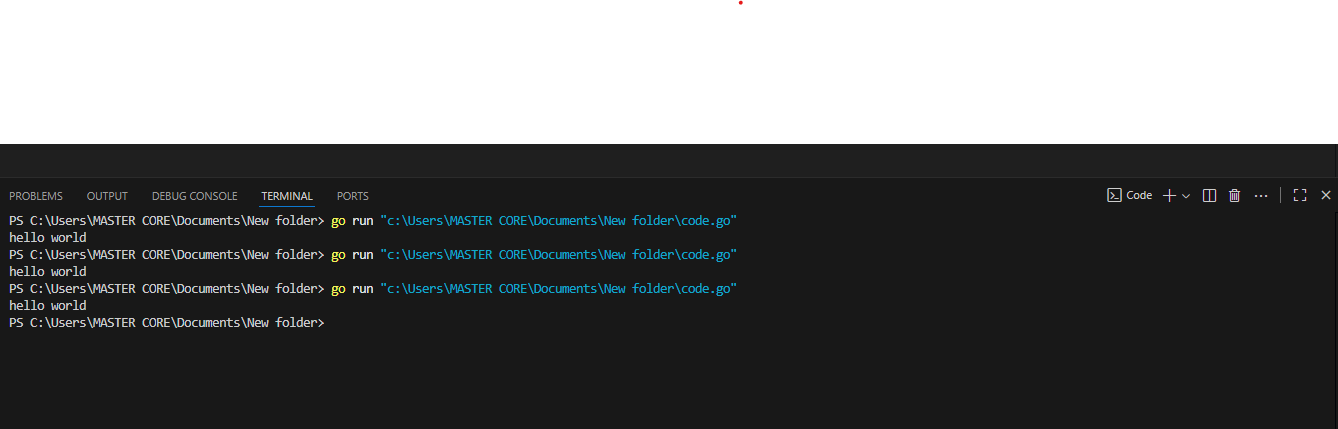 PROBLEMS OUTPUT DEBUG CONSOLE TERMINAL PORTS Code
PS C:\Users\MASTER CORE\Documents\New folder> go run "c:\Users\MASTER CORE\Documents\New folder\code.go"
hello world
PS C:\Users\MASTER CORE\Documents\New folder> go run "c:\Users\MASTER CORE\Documents\New folder\code.go"
hello world
PS C:\Users\MASTER CORE\Documents\New folder> go run "c:\Users\MASTER CORE\Documents\New folder\code.go"
hello world
PS C:\Users\MASTER CORE\Documents\New folder>